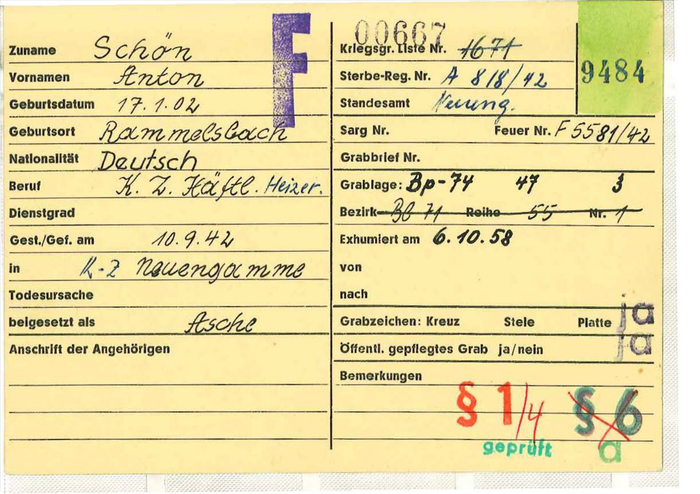 F
00667
9484
Zuname Schön
Vornamen Anton
Geburtsdatum 17.1.02
Geburtsort Rammelsbach
Nationalität Deutsch
Beruf K. Z. Häftl. Heizer.
Dienstgrad
Gest./Gef. am 10.9.42
in K-Z Neuengamme
Todesursache
beigesetzt als Asche
Anschrift der Angehörigen
Kriegsgr. Liste Nr. 1671
Sterbe-Reg. Nr. A 818/42
Standesamt Neueng.
Sarg Nr. Feuer Nr. F 5581/42
Grabbrief Nr.
Grablage: Bp-74 47 3
Bezirk Bl 71 Reihe 55 Nr. 1
Exhumiert am 6.10.58
von
nach
Grabzeichen: Kreuz Stele Platte ja
Öffentl. gepflegtes Grab ja/nein ja
Bemerkungen
§ 1/4 § 6
geprüft a